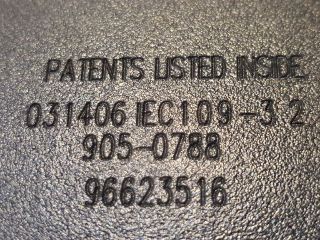 PATENTS LISTED INSIDE
031406 IEC109-3.2
905-0788
96623516